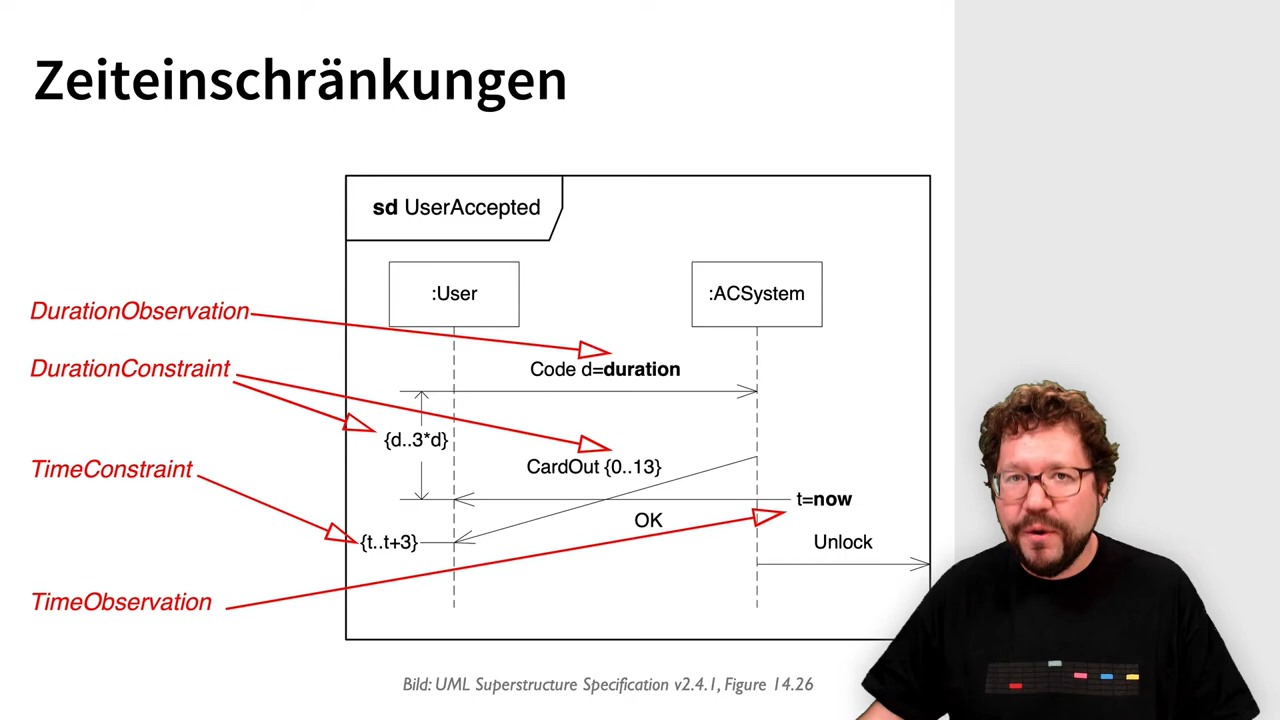 Zeiteinschränkungen
sd UserAccepted
:User
:ACSystem
DurationObservation
DurationConstraint
Code d=duration
{d..3*d}
TimeConstraint
CardOut {0..13}
t=now
OK
{t..t+3}
Unlock
TimeObservation
Bild: UML Superstructure Specification v2.4.1, Figure 14.26